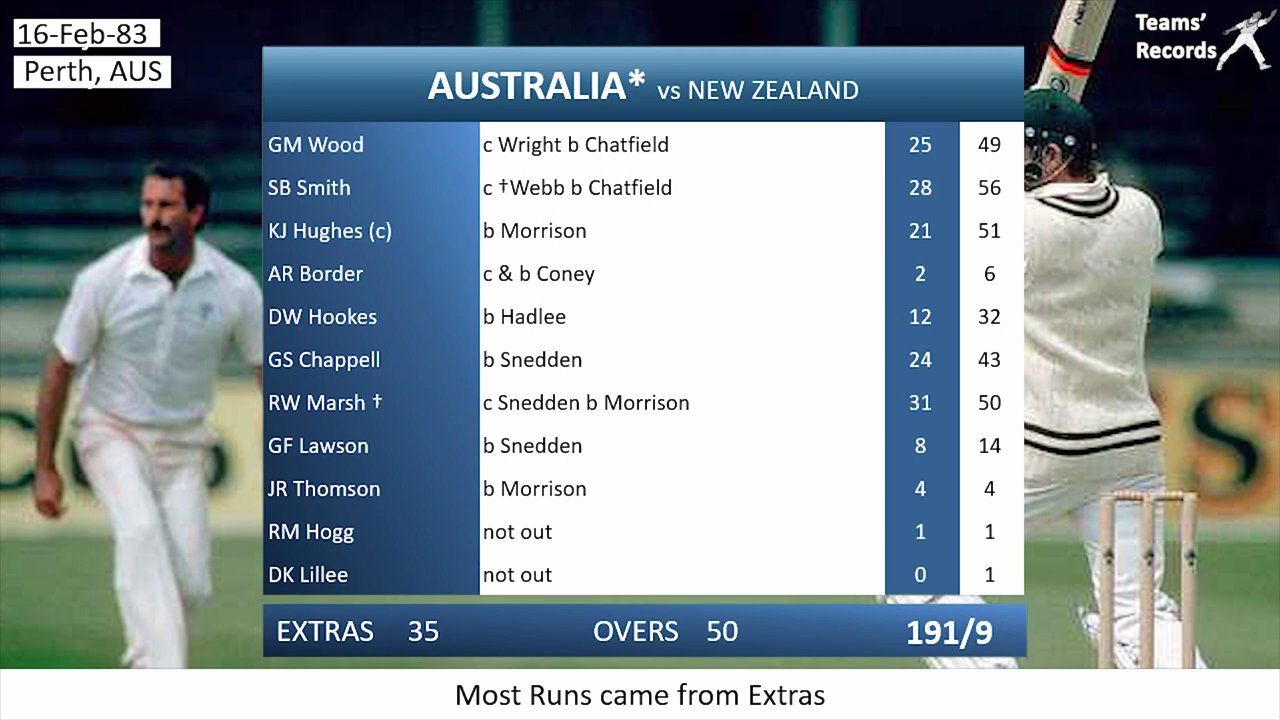 16-Feb-83
Perth, AUS
Teams'
Records
AUSTRALIA* vs NEW ZEALAND
GM Wood c Wright b Chatfield 25 49
SB Smith c †Webb b Chatfield 28 56
KJ Hughes (c) b Morrison 21 51
AR Border c & b Coney 2 6
DW Hookes b Hadlee 12 32
GS Chappell b Snedden 24 43
RW Marsh † c Snedden b Morrison 31 50
GF Lawson b Snedden 8 14
JR Thomson b Morrison 4 4
RM Hogg not out 1 1
DK Lillee not out 0 1
EXTRAS 35 OVERS 50 191/9
Most Runs came from Extras